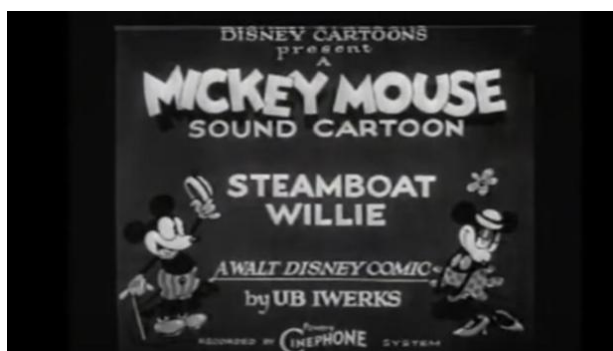 DISNEY CARTOONS
present
A
MICKEY MOUSE
SOUND CARTOON
STEAMBOAT
WILLIE
A WALT DISNEY COMIC
by UB IWERKS
POWERS
RECORDED BY CINEPHONE SYSTEM